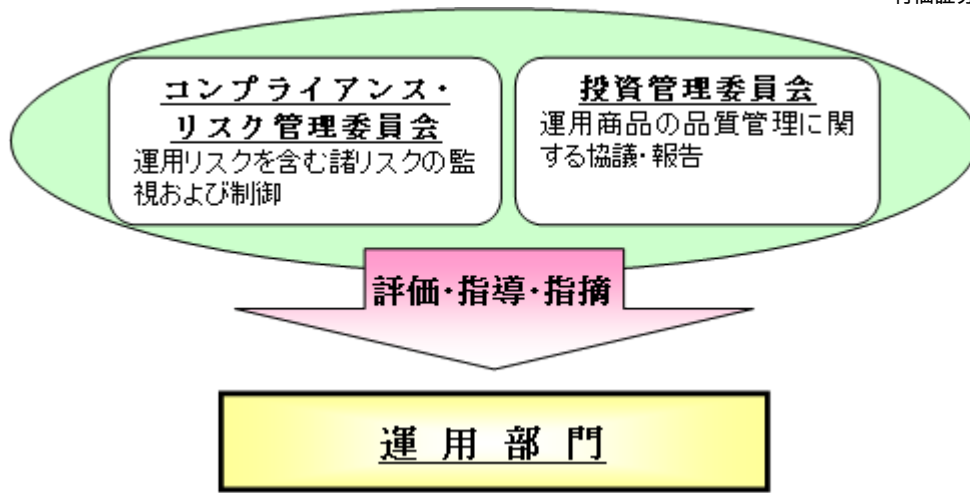 コンプライアンス・
リスク管理委員会
運用リスクを含む諸リスクの監
視および制御
投資管理委員会
運用商品の品質管理に関
する協議・報告
評価・指導・指摘
運用部門